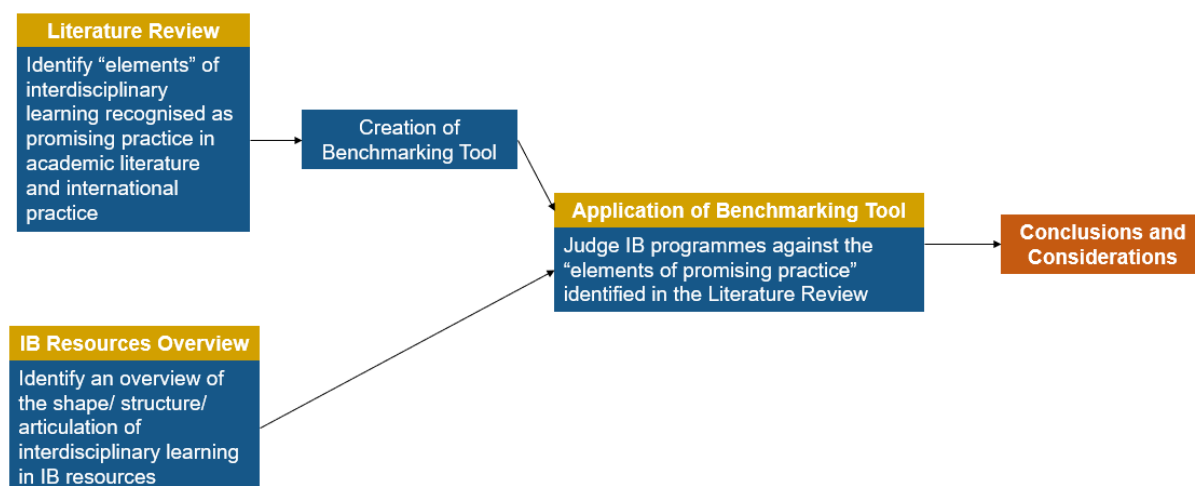 Literature Review
Identify “elements” of
interdisciplinary
learning recognised as
promising practice in
academic literature
and international
practice
Creation of
Benchmarking Tool
Application of Benchmarking Tool
Judge IB programmes against the
“elements of promising practice”
identified in the Literature Review
Conclusions and
Considerations
IB Resources Overview
Identify an overview of
the shape/ structure/
articulation of
interdisciplinary learning
in IB resources